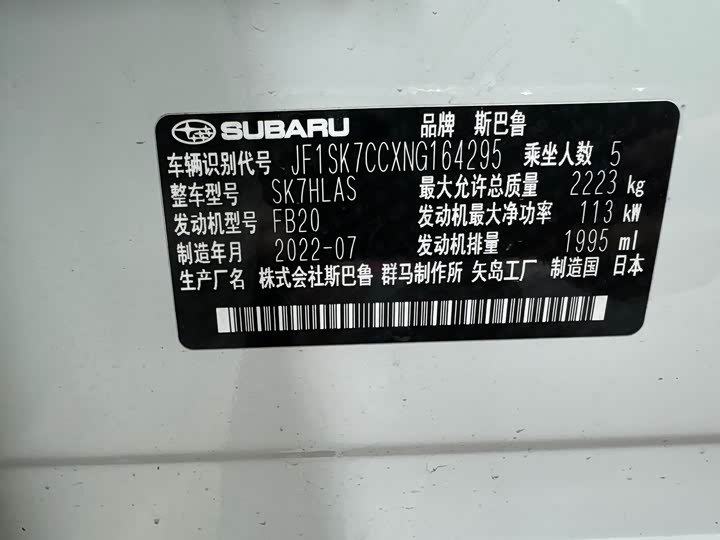 SUBARU 品牌 斯巴鲁
车辆识别代号 JF1SK7CCXNG164295 乘坐人数 5
整车型号 SK7HLAS 最大允许总质量 2223 kg
发动机型号 FB20 发动机最大净功率 113 kW
制造年月 2022-07 发动机排量 1995 ml
生产厂名 株式会社斯巴鲁 群马制作所 矢岛工厂 制造国 日本